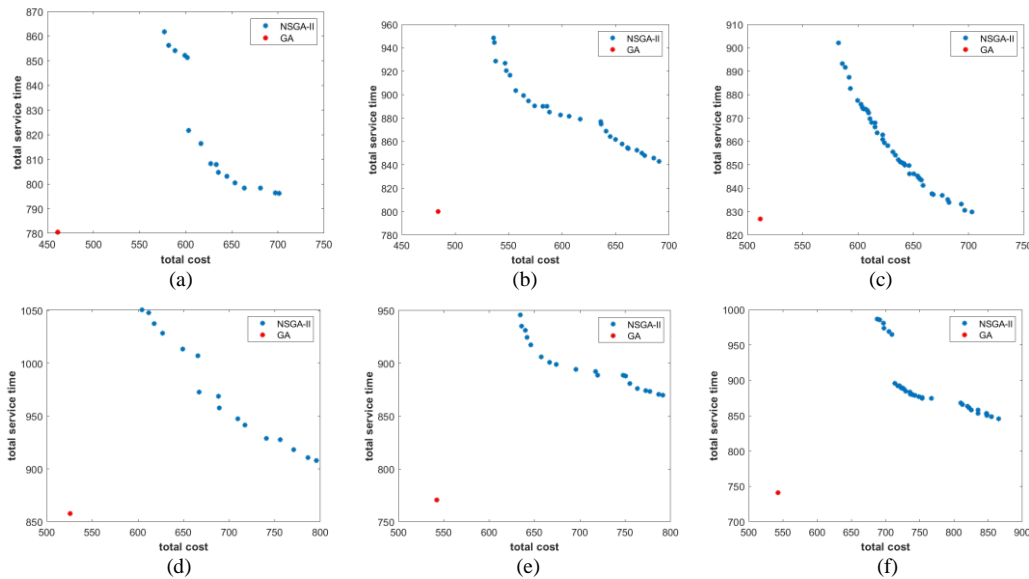 870
860
850
840
830
820
810
800
790
780
450 500 550 600 650 700 750
total service time
total cost
NSGA-II
GA
(a)
960
940
920
900
880
860
840
820
800
780
450 500 550 600 650 700
total service time
total cost
NSGA-II
GA
(b)
910
900
890
880
870
860
850
840
830
820
500 550 600 650 700 750
total service time
total cost
NSGA-II
GA
(c)
1050
1000
950
900
850
500 550 600 650 700 750 800
total service time
total cost
NSGA-II
GA
(d)
950
900
850
800
750
500 550 600 650 700 750
total service time
total cost
NSGA-II
GA
(e)
1000
950
900
850
800
750
700
500 550 600 650 700 750 800 850 900
total service time
total cost
NSGA-II
GA
(f)